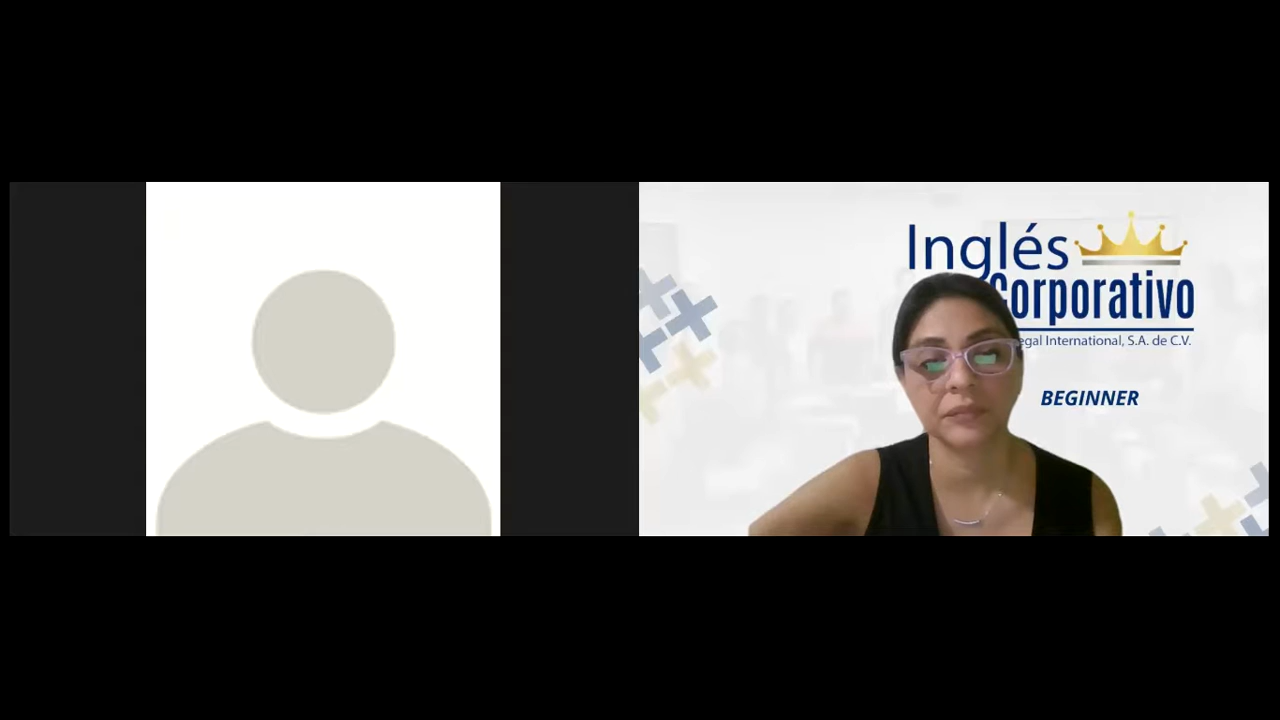 Inglés
Corporativo
egal International, S.A. de C.V.
BEGINNER